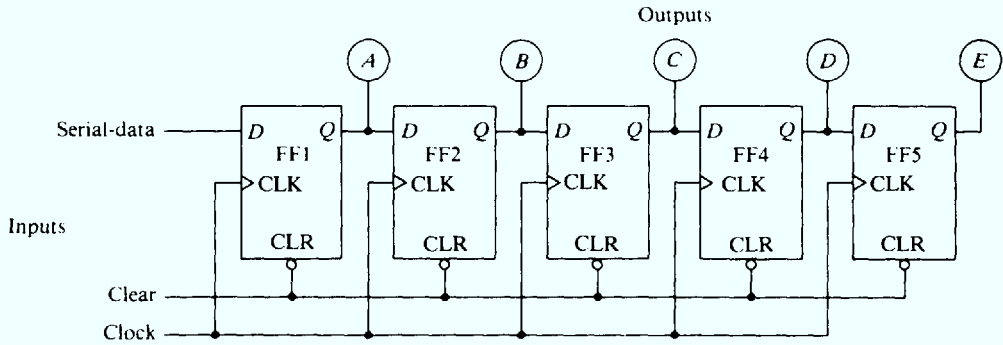 Outputs
A B C D E
Serial-data D Q D Q D Q D Q D Q
FF1 FF2 FF3 FF4 FF5
CLK CLK CLK CLK CLK
Inputs
CLR CLR CLR CLR CLR
Clear
Clock